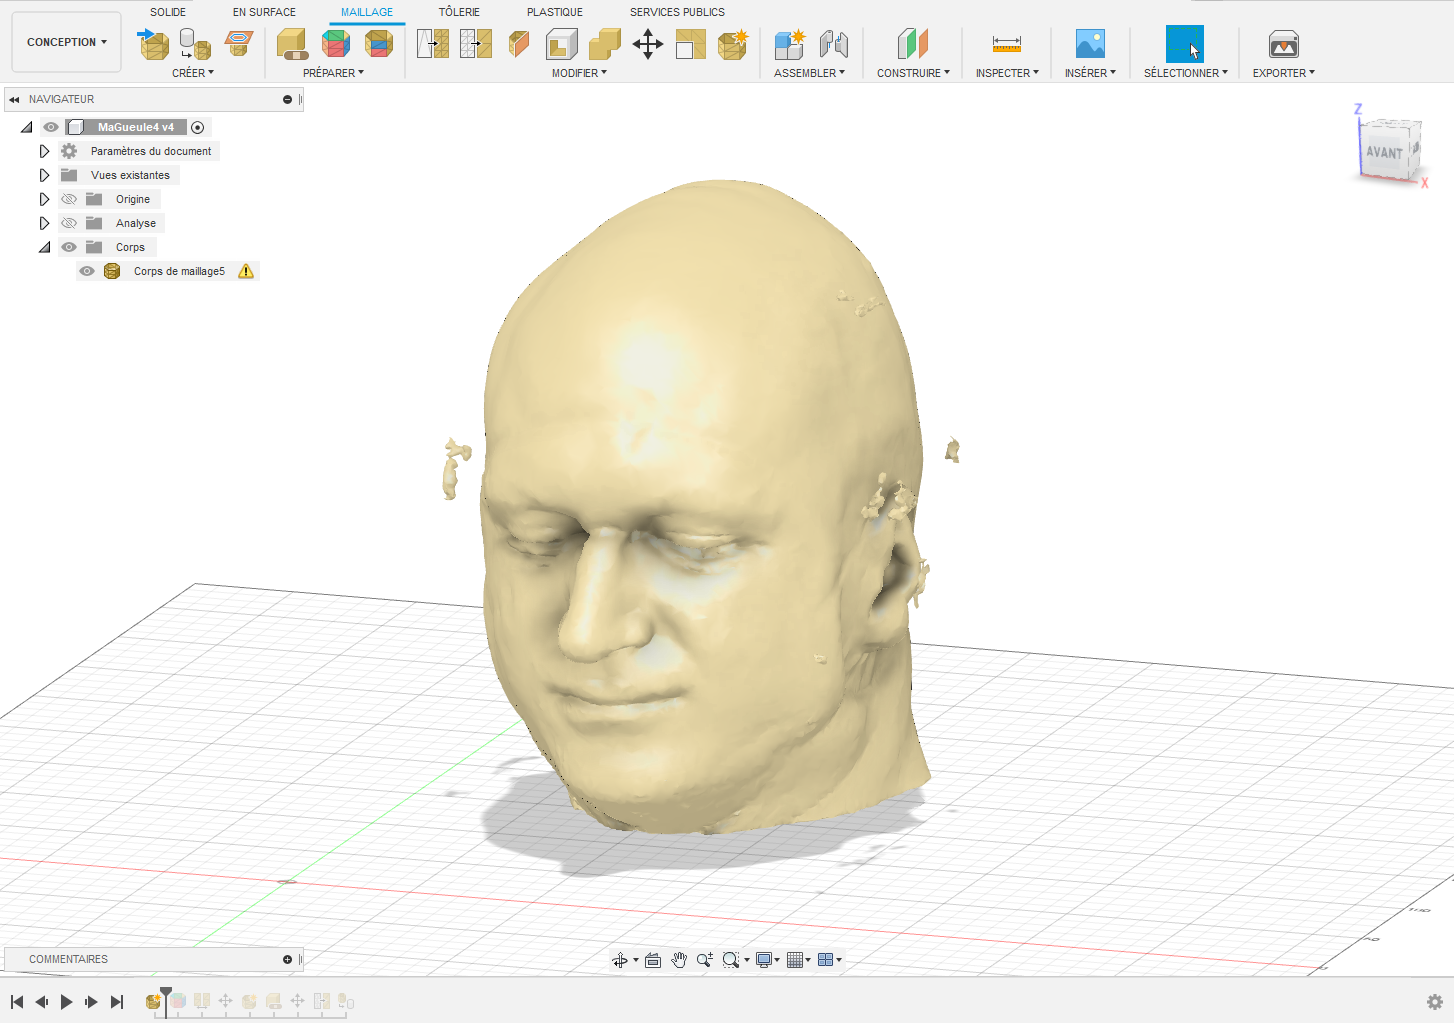 SOLIDE EN SURFACE MAILLAGE TÔLERIE PLASTIQUE SERVICES PUBLICS
CONCEPTION
CRÉER PRÉPARER MODIFIER ASSEMBLER CONSTRUIRE INSPECTER INSÉRER SÉLECTIONNER EXPORTER
NAVIGATEUR
MaGueule4 v4
Paramètres du document
Vues existantes
Origine
Analyse
Corps
Corps de maillage5
Z
AVANT
X
COMMENTAIRES